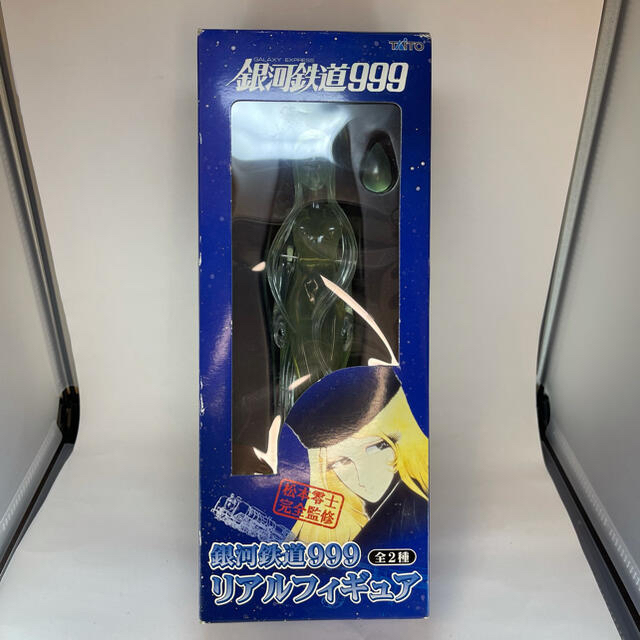 TAITO
GALAXY EXPRESS
銀河鉄道999
松本零士
完全監修
銀河鉄道999
全2種
リアルフィギュア